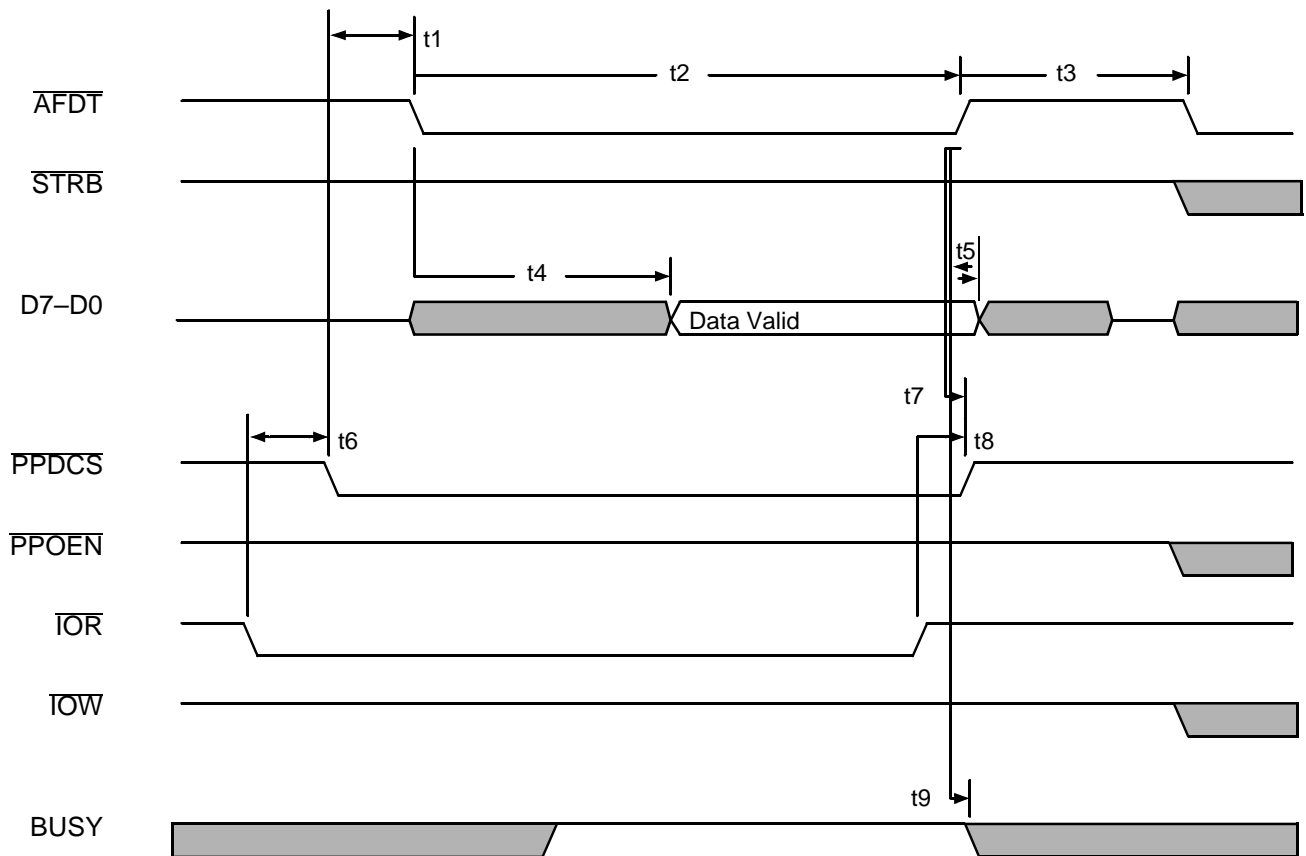 t1
t2
t3
AFDT
STRB
t5
t4
D7–D0
Data Valid
t7
t6
t8
PPDCS
PPOEN
IOR
IOW
t9
BUSY